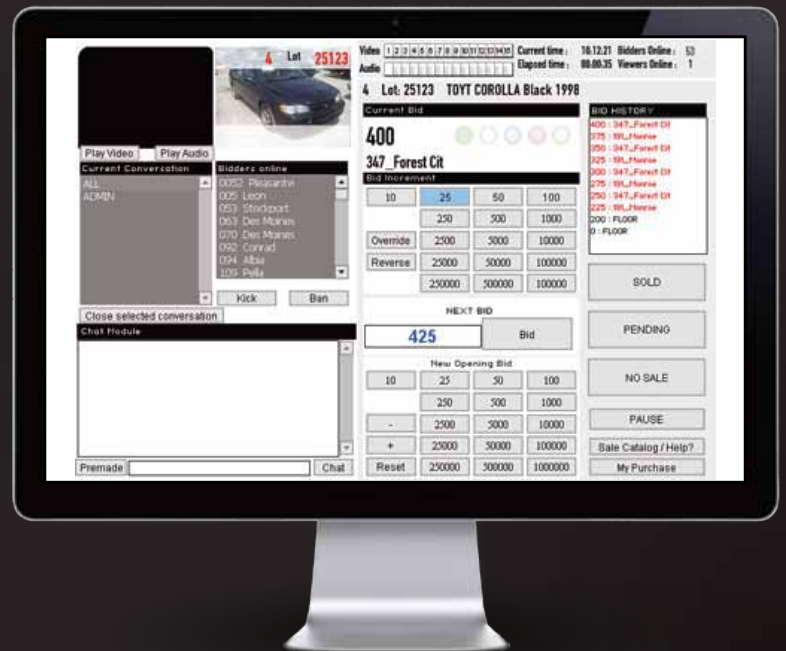 4 Lot 25123
Play Video Play Audio
Current Conversation
ALL
ADMIN
Close selected conversation
Bidders online
0052 Pleasantvi
005 Leon
053 Stockport
063 Des Moines
070 Des Moines
092 Conrad
094 Albia
109 Pella
Kick Ban
Chat Module
Premade Chat
Video 1 2 3 4 5 6 7 8 9 10 11 12 13 14 15 Current time : 10:12.21 Bidders Online : 53
Audio Elapsed time : 00:00.35 Viewers Online : 1
4 Lot: 25123 TOYT COROLLA Black 1998
Current Bid
400
347_Forest Cit
Bid Increment
10 25 50 100
250 500 1000
Override 2500 5000 10000
Reverse 25000 50000 100000
250000 500000 100000
NEXT BID
425 Bid
New Opening Bid
10 25 50 100
250 500 1000
- 2500 5000 10000
+ 25000 50000 100000
Reset 250000 500000 1000000
BID HISTORY
400 : 347_Forest Cit
375 : 191_Monroe
350 : 347_Forest Cit
325 : 191_Monroe
300 : 347_Forest Cit
275 : 191_Monroe
250 : 347_Forest Cit
225 : 191_Monroe
200 : FLOOR
0 : FLOOR
SOLD
PENDING
NO SALE
PAUSE
Sale Catalog / Help?
My Purchase